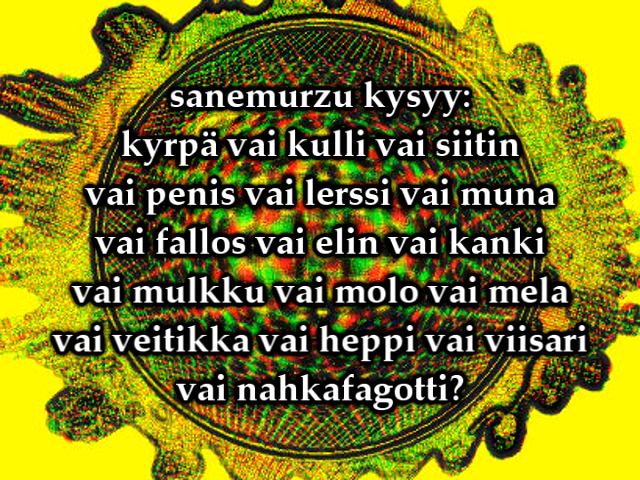 sanemurzu kysyy:
kyrpä vai kulli vai siitin
vai penis vai lerssi vai muna
vai fallos vai elin vai kanki
vai mulkku vai molo vai mela
vai veitikka vai heppi vai viisari
vai nahkafagotti?